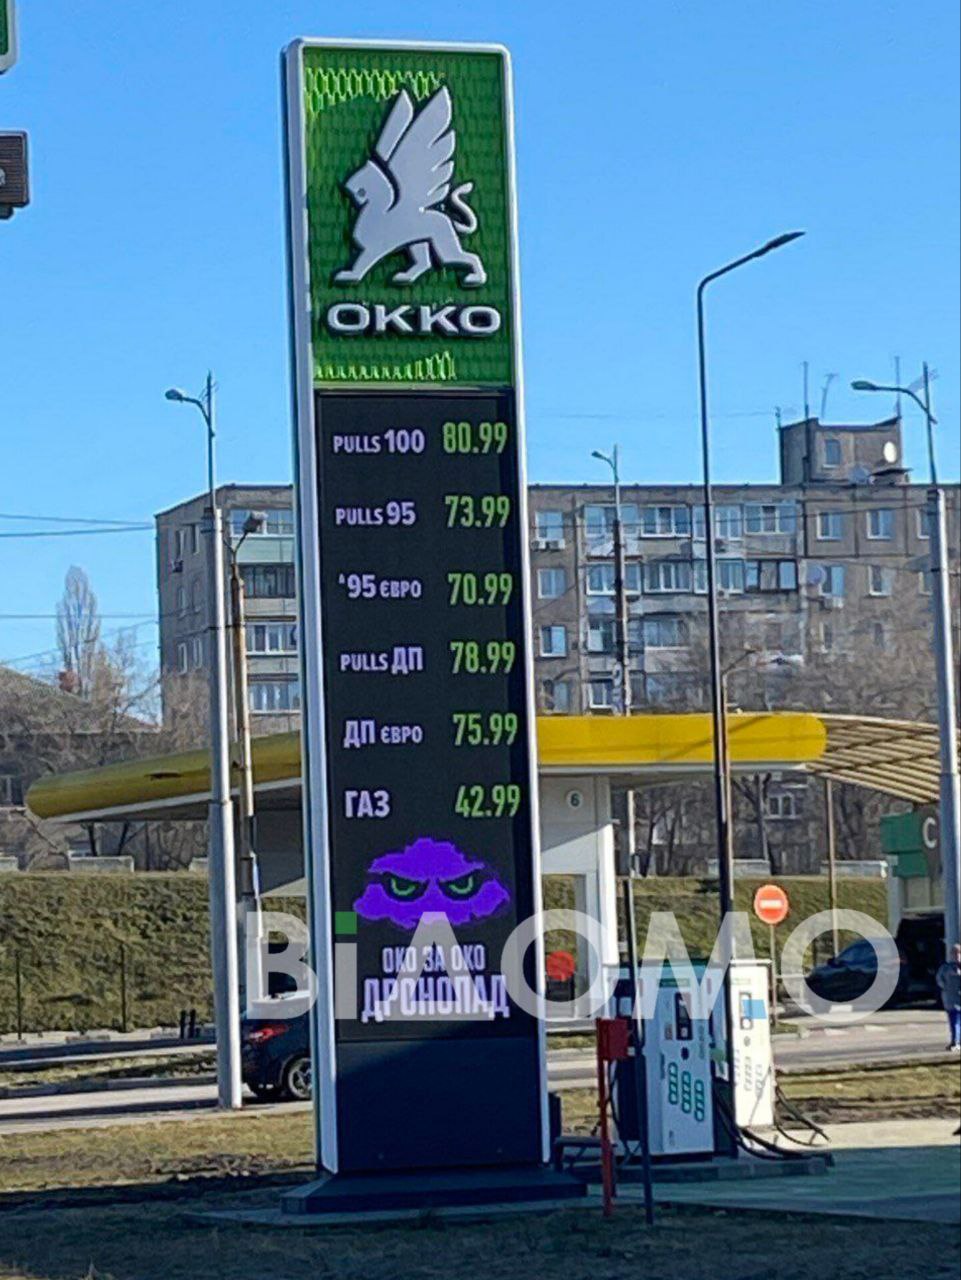 OKKO
PULLS 100 80.99
PULLS 95 73.99
'95 ЄВРО 70.99
PULLS ДП 78.99
ДП ЄВРО 75.99
ГАЗ 42.99
ОКО ЗА ОКО
ДРОНОПАД
ВІДОМО
6
С